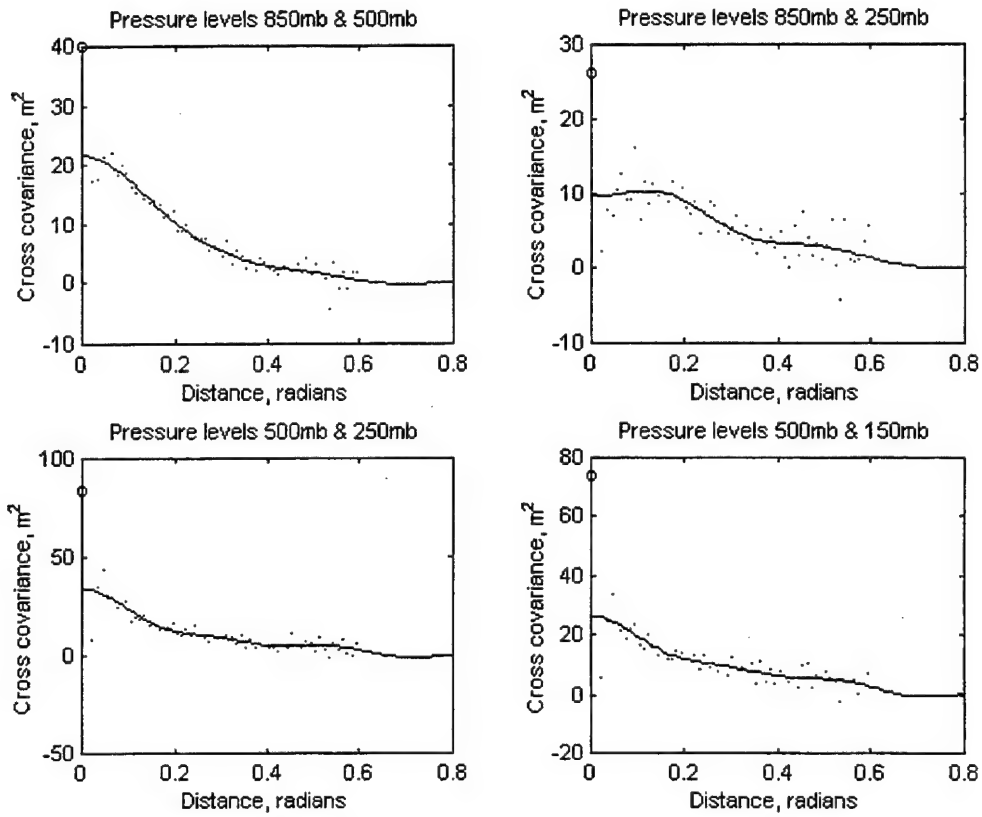 Pressure levels 850mb & 500mb
40
30
20
10
0
-10
Cross covariance, m²
0 0.2 0.4 0.6 0.8
Distance, radians
Pressure levels 850mb & 250mb
30
20
10
0
-10
Cross covariance, m²
0 0.2 0.4 0.6 0.8
Distance, radians
Pressure levels 500mb & 250mb
100
50
0
-50
Cross covariance, m²
0 0.2 0.4 0.6 0.8
Distance, radians
Pressure levels 500mb & 150mb
80
60
40
20
0
-20
Cross covariance, m²
0 0.2 0.4 0.6 0.8
Distance, radians